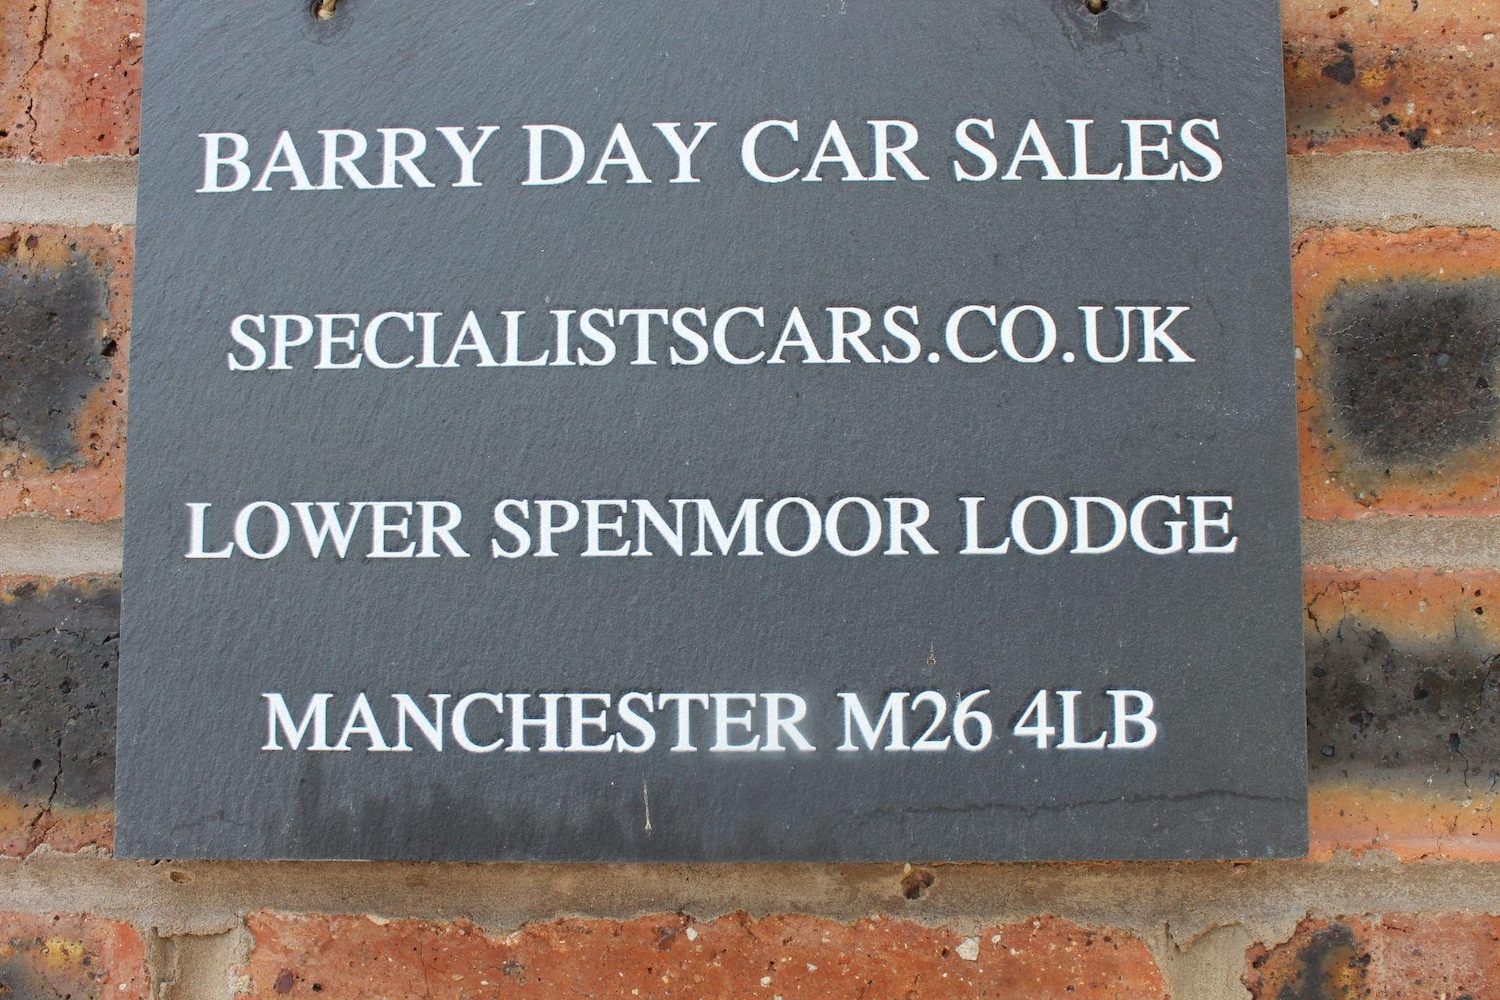 BARRY DAY CAR SALES
SPECIALISTSCARS.CO.UK
LOWER SPENMOOR LODGE
MANCHESTER M26 4LB